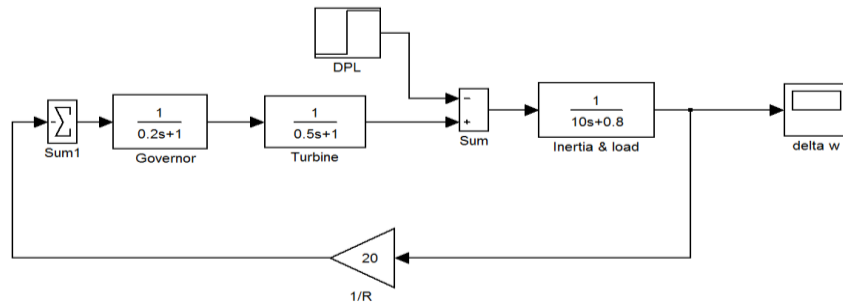 DPL
-
+
Sum
-
Σ
Sum1
1
0.2s+1
Governor
1
0.5s+1
Turbine
1
10s+0.8
Inertia & load
delta w
20
1/R